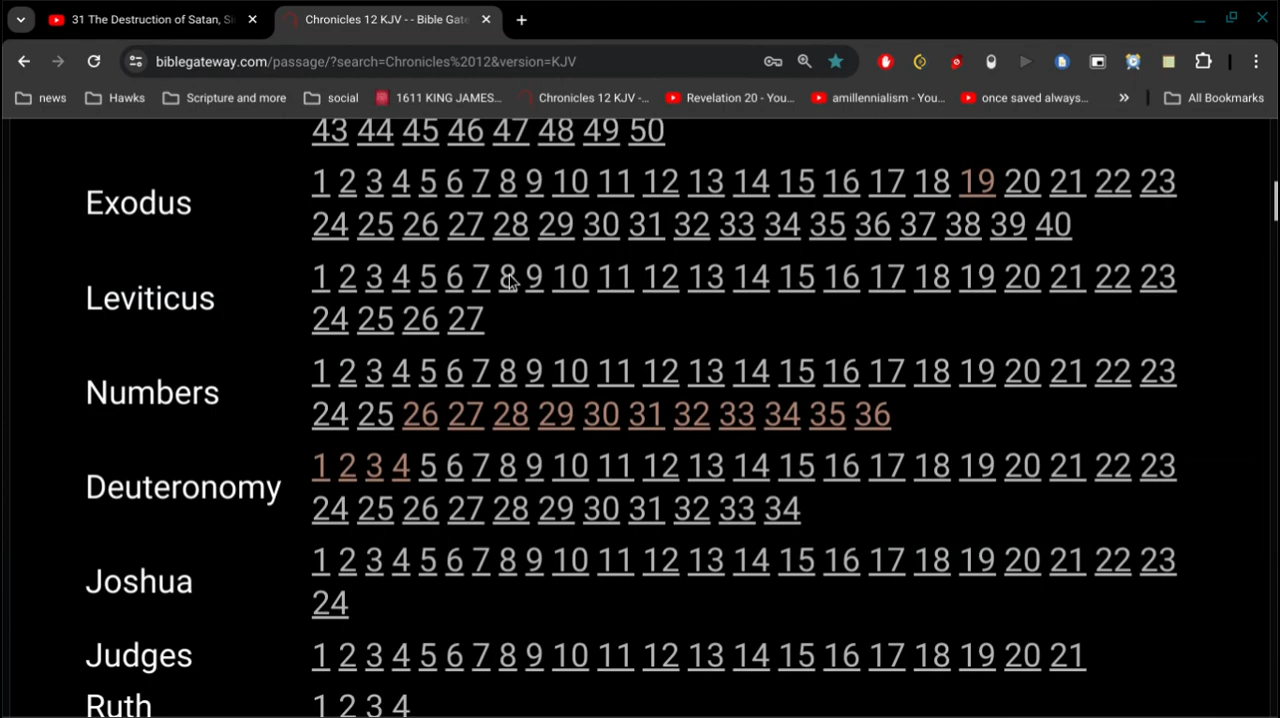 31 The Destruction of Satan, Si
Chronicles 12 KJV - - Bible Gate
biblegateway.com/passage/?search=Chronicles%2012&version=KJV
news Hawks Scripture and more social 1611 KING JAMES... Chronicles 12 KJV -... Revelation 20 - You... amillennialism - You... once saved always... » All Bookmarks
43 44 45 46 47 48 49 50
Exodus 1 2 3 4 5 6 7 8 9 10 11 12 13 14 15 16 17 18 19 20 21 22 23
24 25 26 27 28 29 30 31 32 33 34 35 36 37 38 39 40
Leviticus 1 2 3 4 5 6 7 8 9 10 11 12 13 14 15 16 17 18 19 20 21 22 23
24 25 26 27
Numbers 1 2 3 4 5 6 7 8 9 10 11 12 13 14 15 16 17 18 19 20 21 22 23
24 25 26 27 28 29 30 31 32 33 34 35 36
Deuteronomy 1 2 3 4 5 6 7 8 9 10 11 12 13 14 15 16 17 18 19 20 21 22 23
24 25 26 27 28 29 30 31 32 33 34
Joshua 1 2 3 4 5 6 7 8 9 10 11 12 13 14 15 16 17 18 19 20 21 22 23
24
Judges 1 2 3 4 5 6 7 8 9 10 11 12 13 14 15 16 17 18 19 20 21
Ruth 1 2 3 4